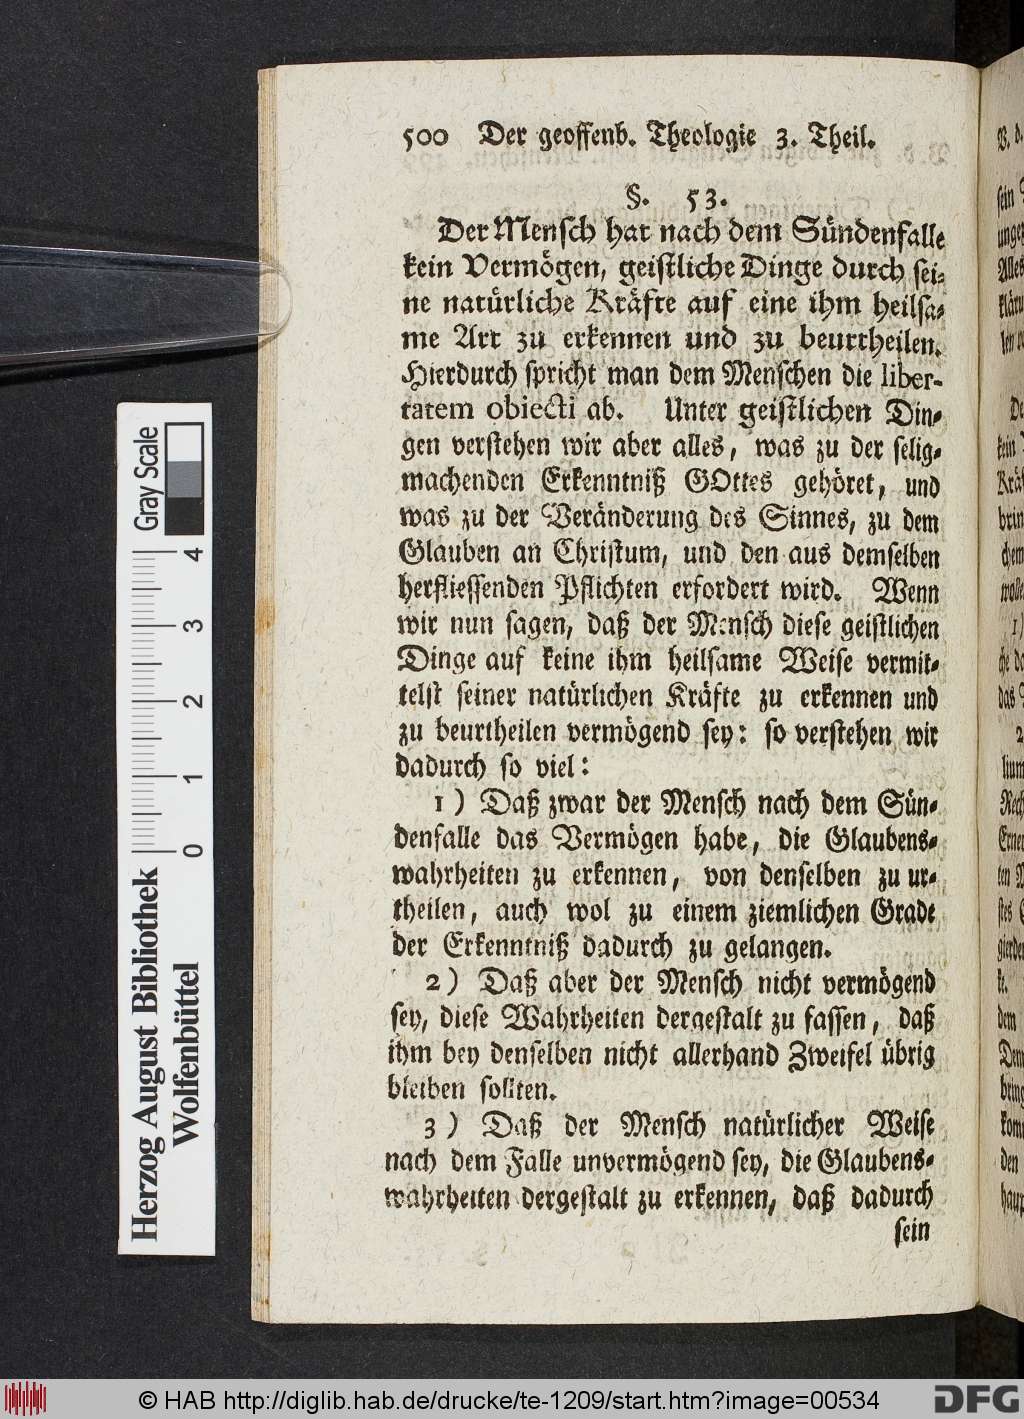 500 Der geoffenb. Theologie 3. Theil.
§. 53.
Der Mensch hat nach dem Sündenfalle
kein Vermögen, geistliche Dinge durch sei-
ne natürliche Kräfte auf eine ihm heilsa-
me Art zu erkennen und zu beurtheilen.
Hierdurch spricht man dem Menschen die liber-
tatem obiecti ab. Unter geistlichen Din-
gen verstehen wir aber alles, was zu der selig-
machenden Erkenntniß GOttes gehöret, und
was zu der Veränderung des Sinnes, zu dem
Glauben an Christum, und den aus demselben
herfliessenden Pflichten erfordert wird. Wenn
wir nun sagen, daß der Mensch diese geistlichen
Dinge auf keine ihm heilsame Weise vermit-
telst seiner natürlichen Kräfte zu erkennen und
zu beurtheilen vermögend sey: so verstehen wir
dadurch so viel:
1) Daß zwar der Mensch nach dem Sün-
denfalle das Vermögen habe, die Glaubens-
wahrheiten zu erkennen, von denselben zu ur-
theilen, auch wol zu einem ziemlichen Grade
der Erkenntniß dadurch zu gelangen.
2) Daß aber der Mensch nicht vermögend
sey, diese Wahrheiten dergestalt zu fassen, daß
ihm bey denselben nicht allerhand Zweifel übrig
bleiben sollten.
3) Daß der Mensch natürlicher Weise
nach dem Falle unvermögend sey, die Glaubens-
wahrheiten dergestalt zu erkennen, daß dadurch
sein
Herzog August Bibliothek
Wolfenbüttel
0 1 2 3 4
Gray Scale
© HAB http://diglib.hab.de/drucke/te-1209/start.htm?image=00534
DFG